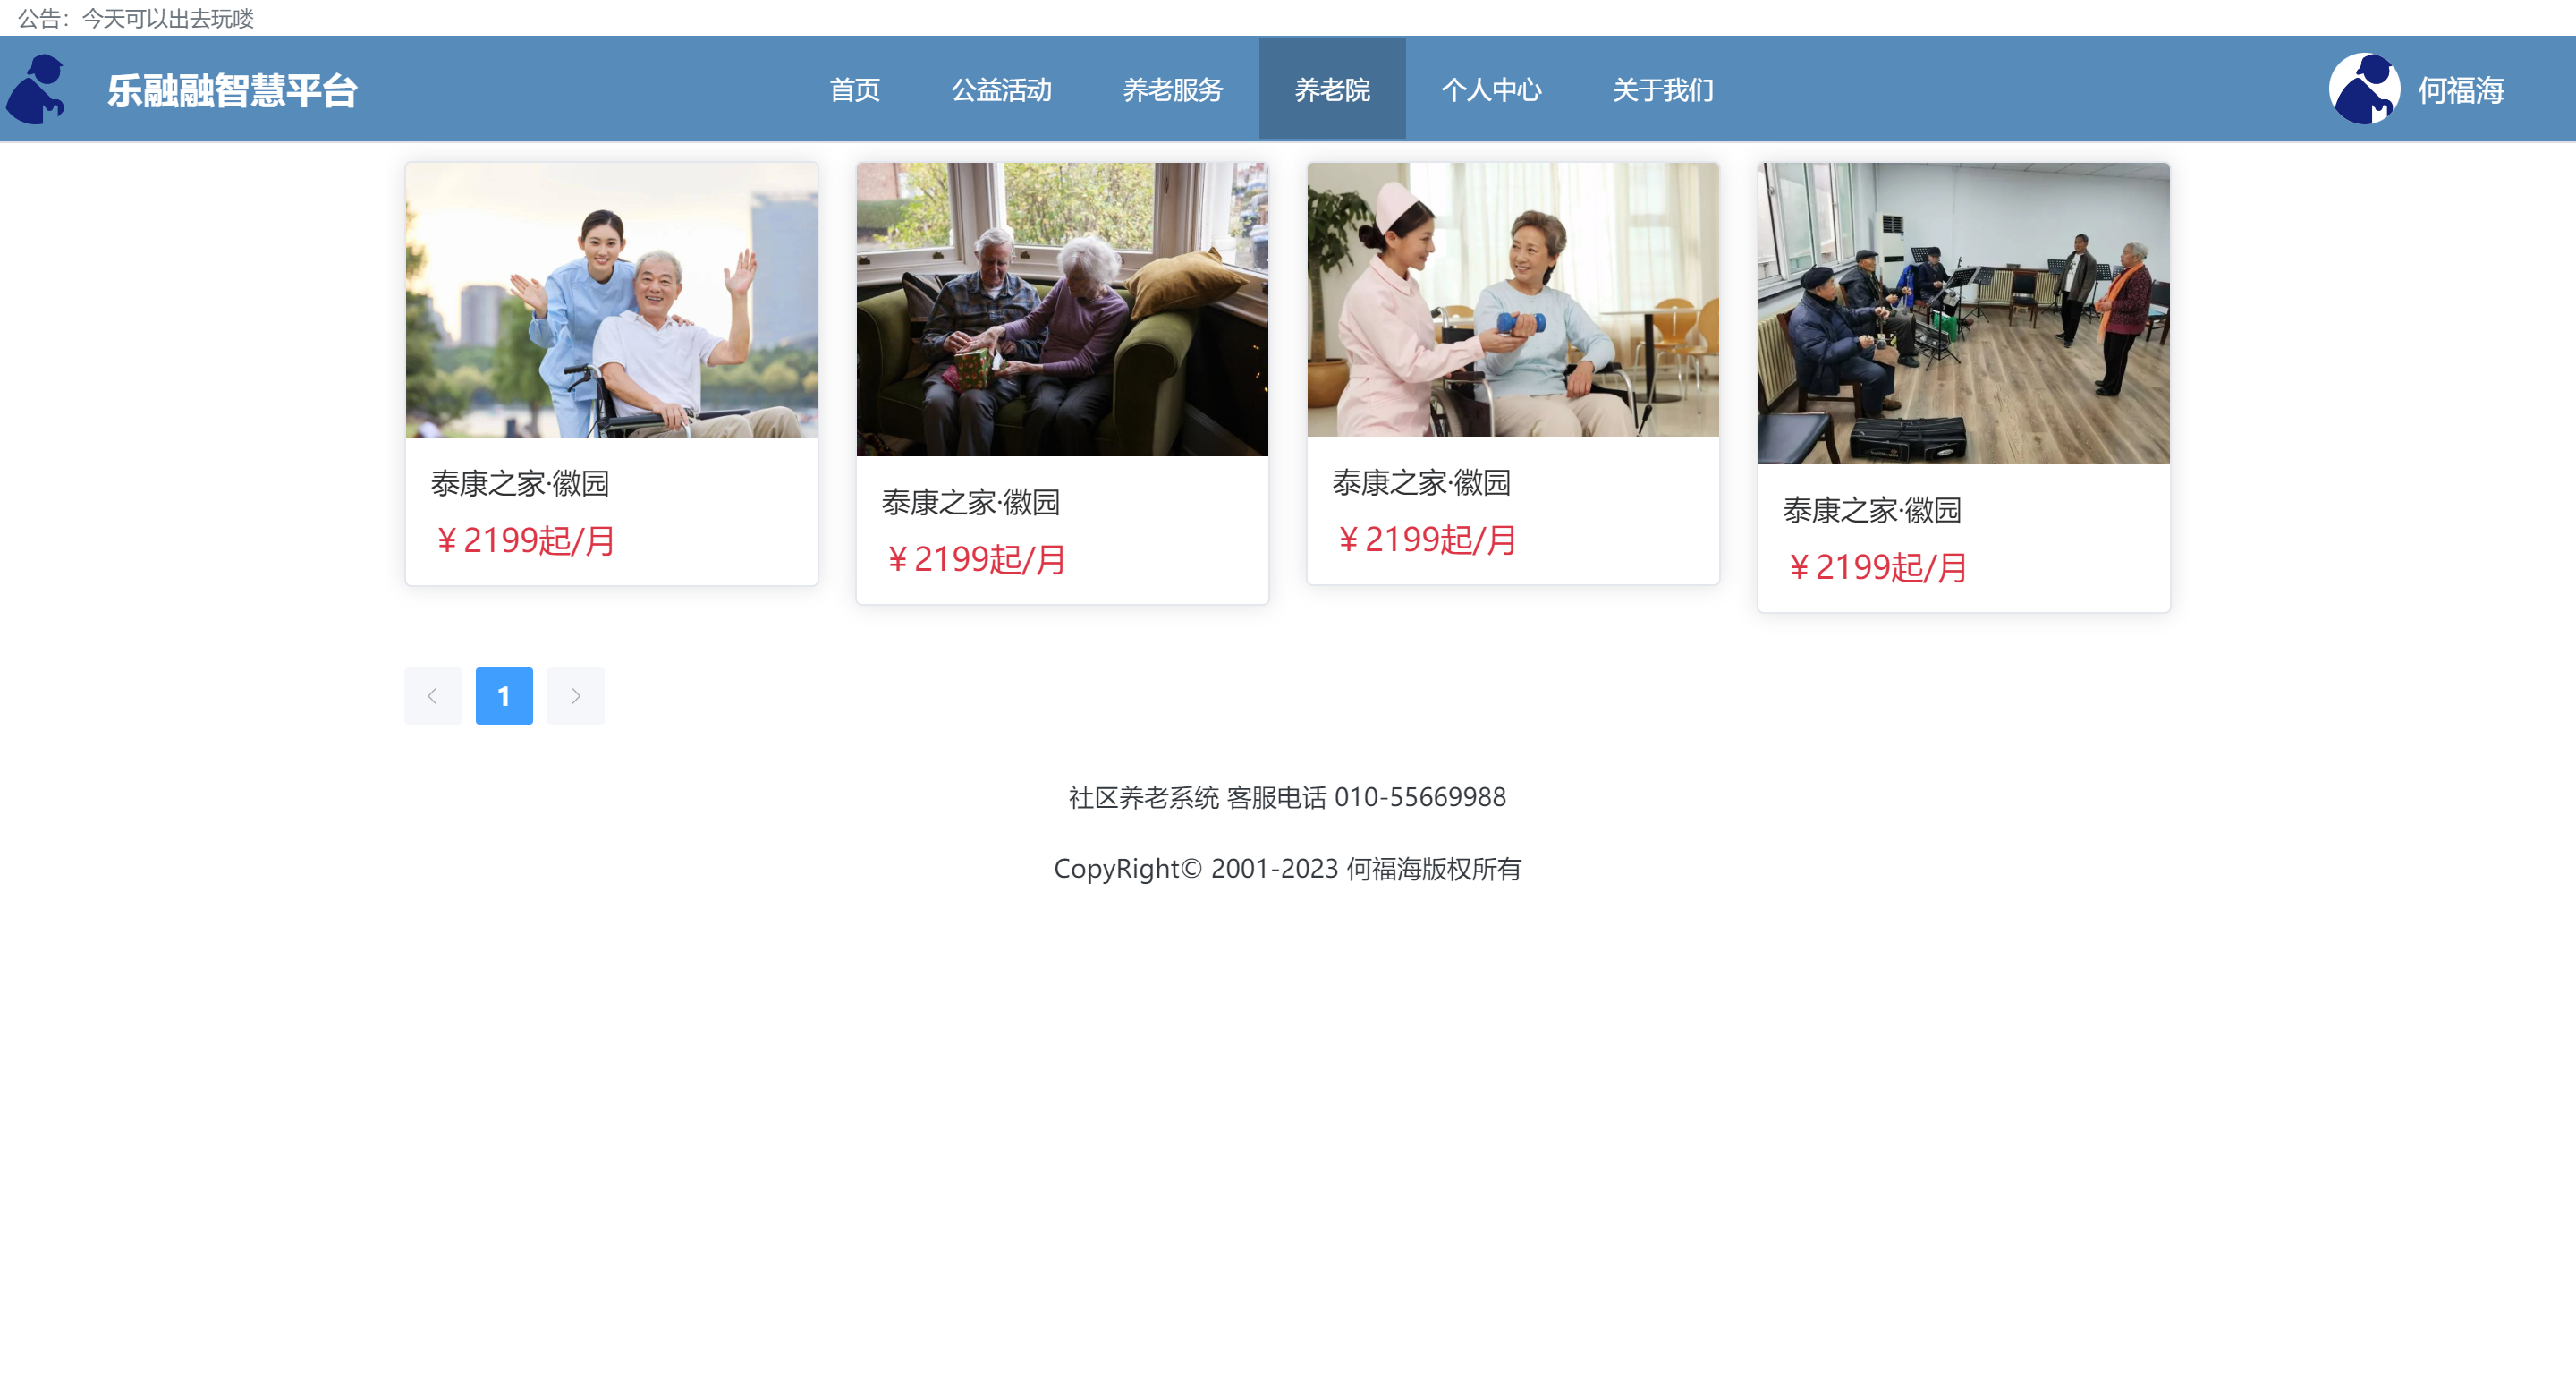 公告：今天可以出去玩喽
乐融融智慧平台
首页 公益活动 养老服务 养老院 个人中心 关于我们
何福海
泰康之家·徽园
￥2199起/月
泰康之家·徽园
￥2199起/月
泰康之家·徽园
￥2199起/月
泰康之家·徽园
￥2199起/月
1
社区养老系统 客服电话 010-55669988
CopyRight© 2001-2023 何福海版权所有